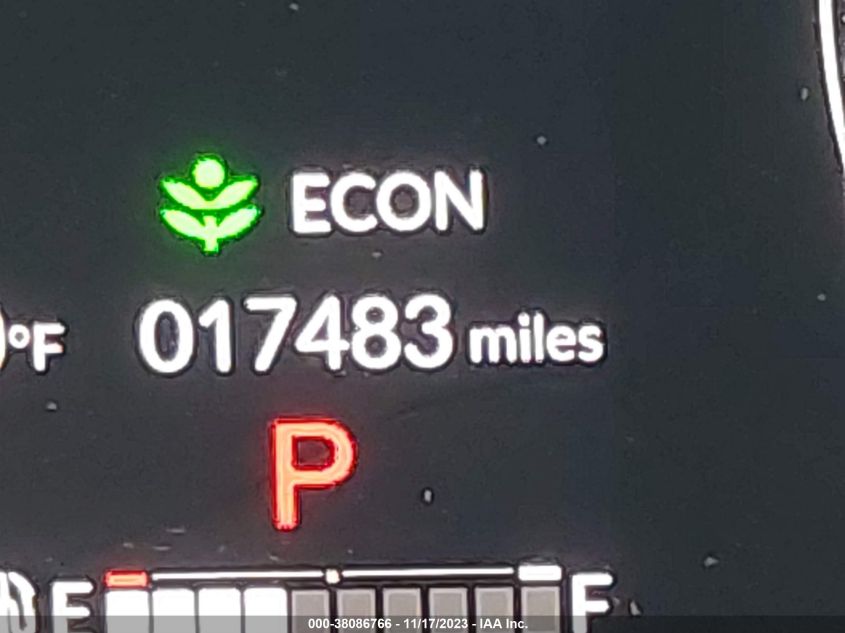 ECON
°F 017483 miles
P
E F
000-38086766 - 11/17/2023 - IAA Inc.